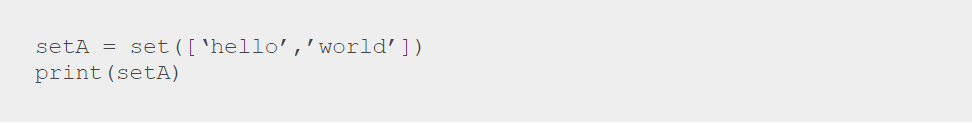 setA = set([‘hello’,’world’])
print(setA)